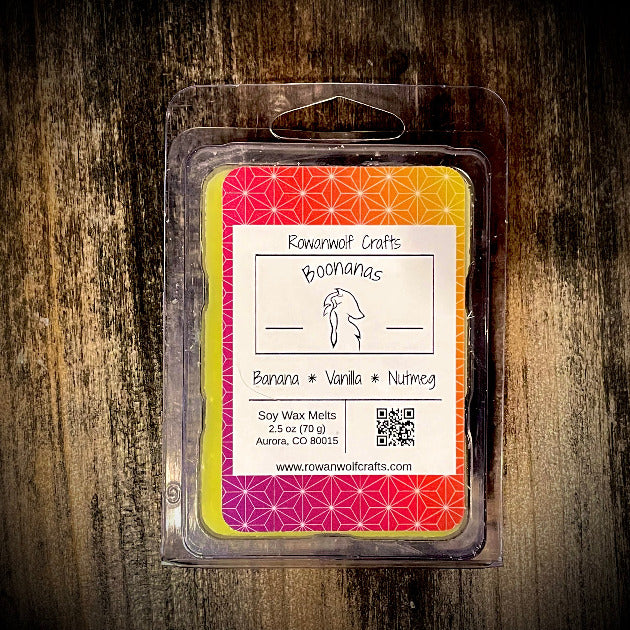 Rowanwolf Crafts
Boonanas
Banana * Vanilla * Nutmeg
Soy Wax Melts
2.5 oz (70 g)
Aurora, CO 80015
www.rowanwolfcrafts.com